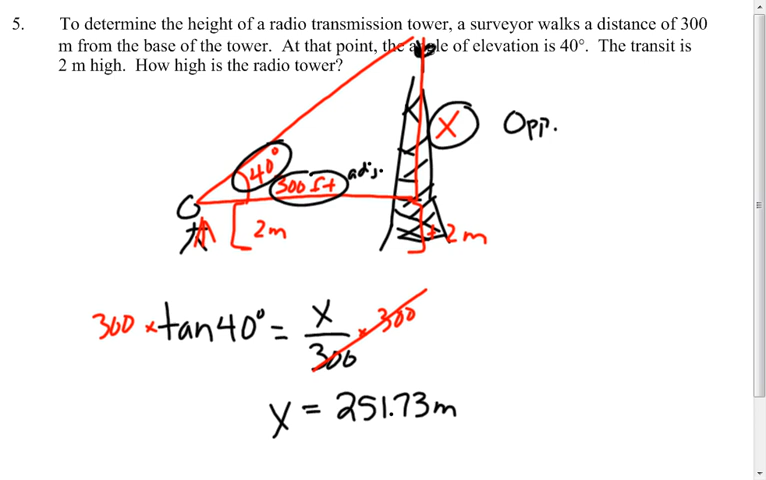 5. To determine the height of a radio transmission tower, a surveyor walks a distance of 300
m from the base of the tower. At that point, the angle of elevation is 40°. The transit is
2 m high. How high is the radio tower?
X Opp.
40° 300 ft adj.
2m + 2m
300 × tan40° = X / 300 × 300
X = 251.73m